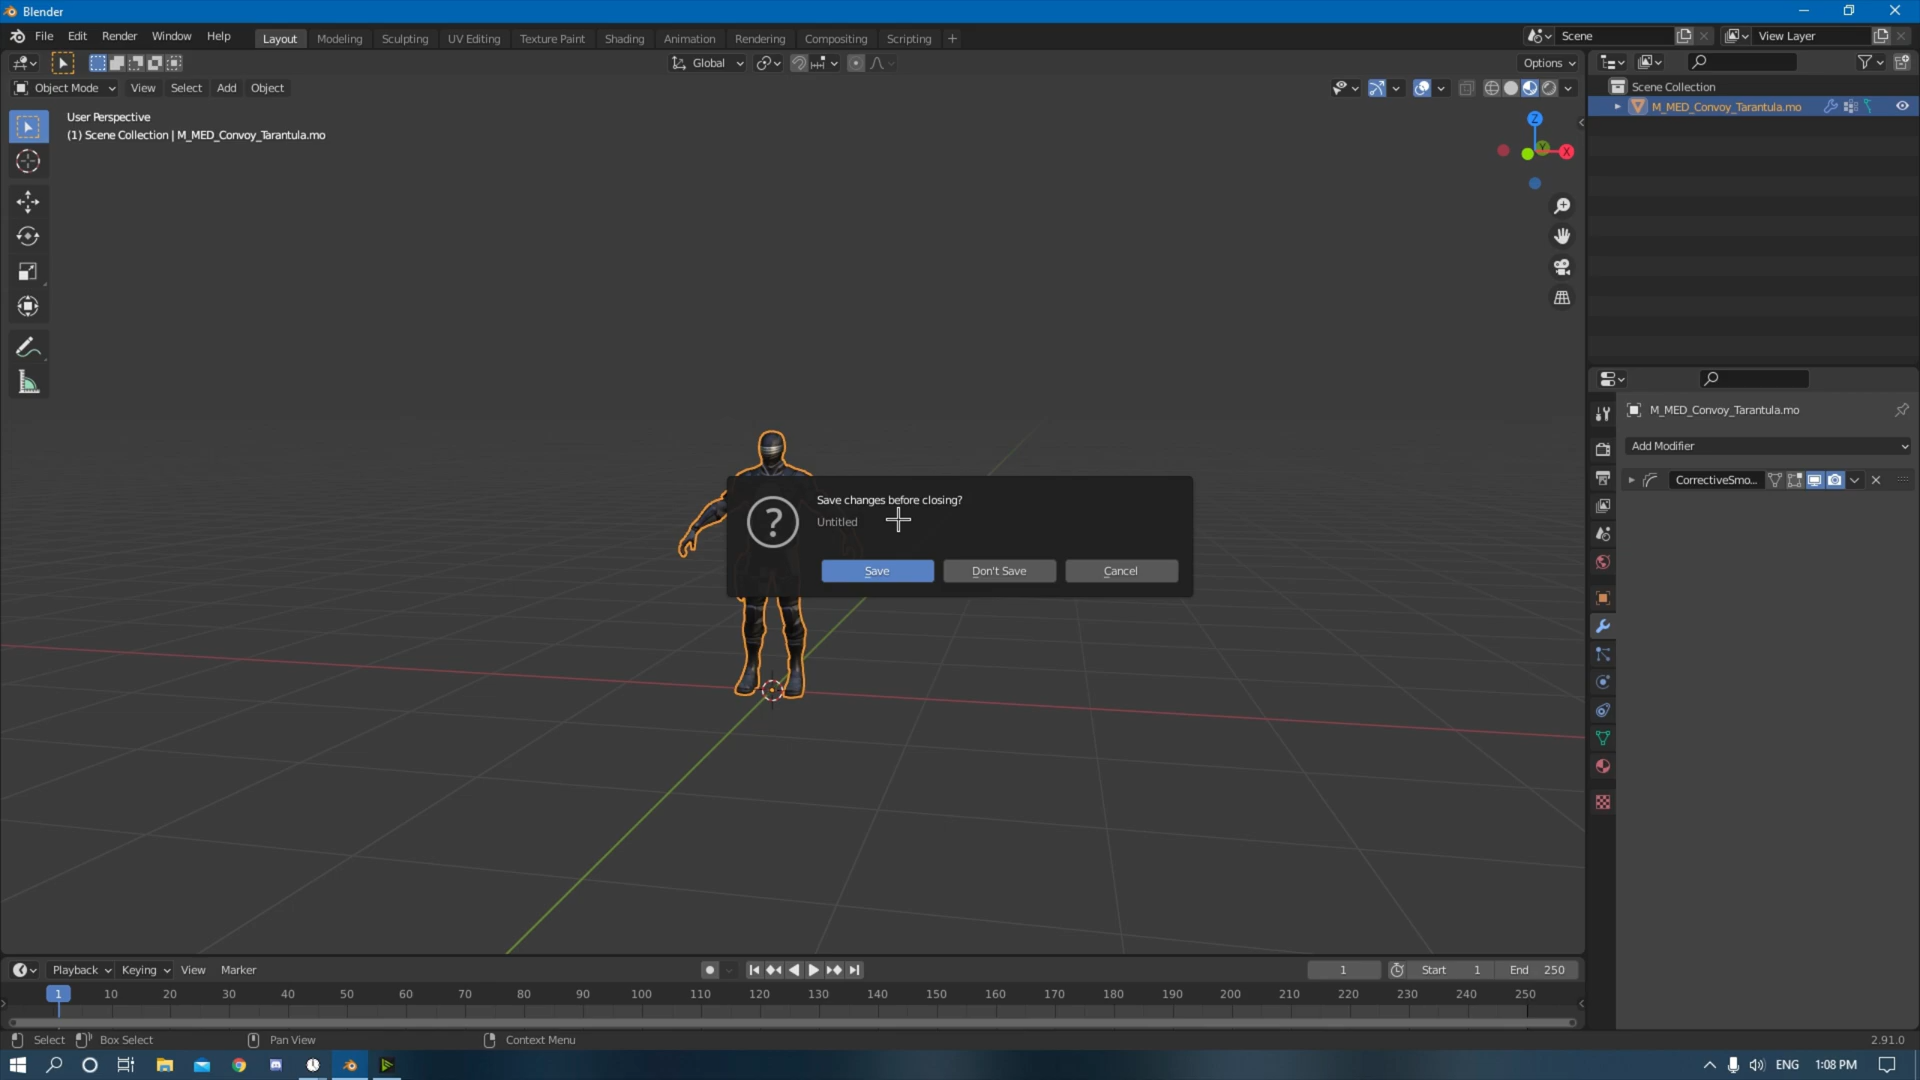 Blender
File Edit Render Window Help
Layout Modeling Sculpting UV Editing Texture Paint Shading Animation Rendering Compositing Scripting +
Scene
View Layer
Global
Options
Object Mode View Select Add Object
User Perspective
(1) Scene Collection | M_MED_Convoy_Tarantula.mo
Z
Y
X
Scene Collection
M_MED_Convoy_Tarantula.mo
M_MED_Convoy_Tarantula.mo
Add Modifier
CorrectiveSmo...
Save changes before closing?
Untitled
?
Save Don't Save Cancel
Playback Keying View Marker
1 Start 1 End 250
1 10 20 30 40 50 60 70 80 90 100 110 120 130 140 150 160 170 180 190 200 210 220 230 240 250
Select Box Select Pan View Context Menu 2.91.0
ENG 1:08 PM